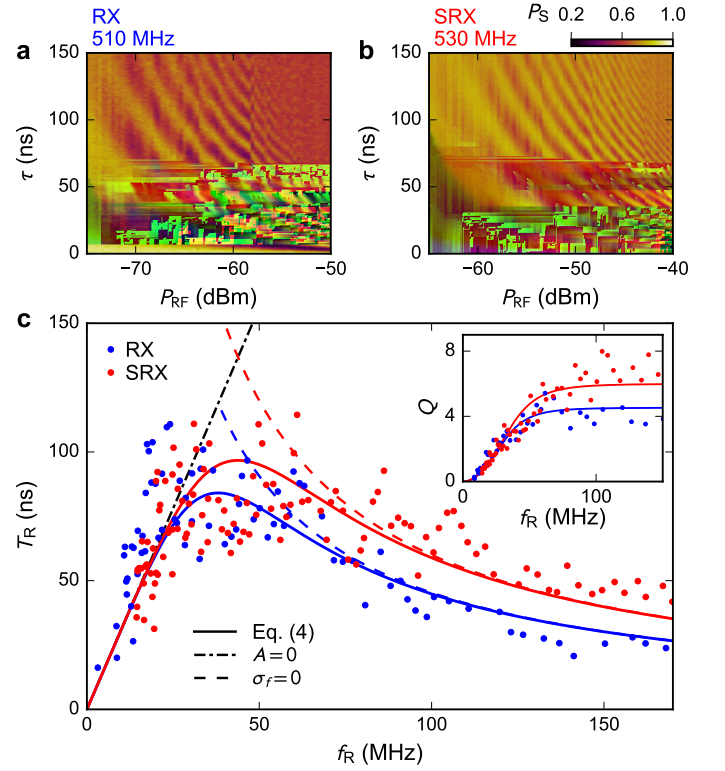 RX
510 MHz
SRX
530 MHz
P_S 0.2 0.6 1.0
a
b
150
100
50
0
τ (ns)
−70 −60 −50
P_RF (dBm)
150
100
50
0
τ (ns)
−60 −50 −40
P_RF (dBm)
c
150
100
50
0
T_R (ns)
RX
SRX
Eq. (4)
A=0
σ_f=0
0 50 100 150
f_R (MHz)
8
4
0
Q
0 100
f_R (MHz)